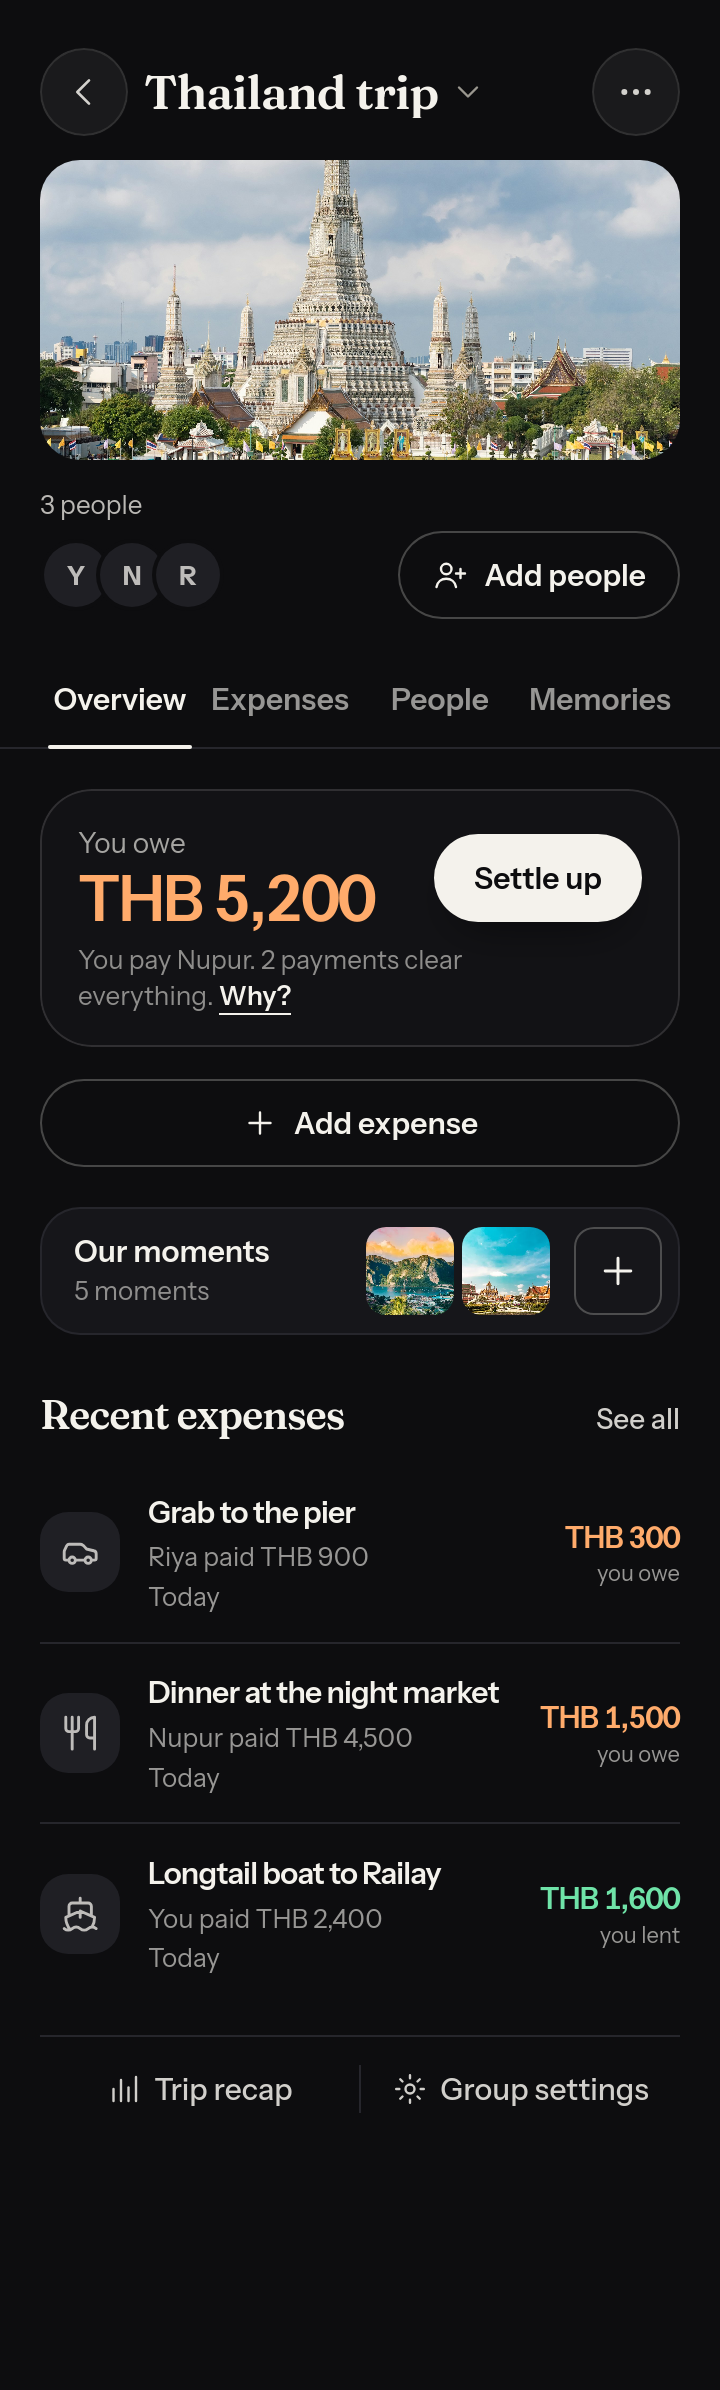 Thailand trip
3 people
Y N R
Add people
Overview Expenses People Memories
You owe
THB 5,200
Settle up
You pay Nupur. 2 payments clear
everything. Why?
Add expense
Our moments
5 moments
Recent expenses
See all
Grab to the pier
Riya paid THB 900
Today
THB 300
you owe
Dinner at the night market
Nupur paid THB 4,500
Today
THB 1,500
you owe
Longtail boat to Railay
You paid THB 2,400
Today
THB 1,600
you lent
Trip recap
Group settings